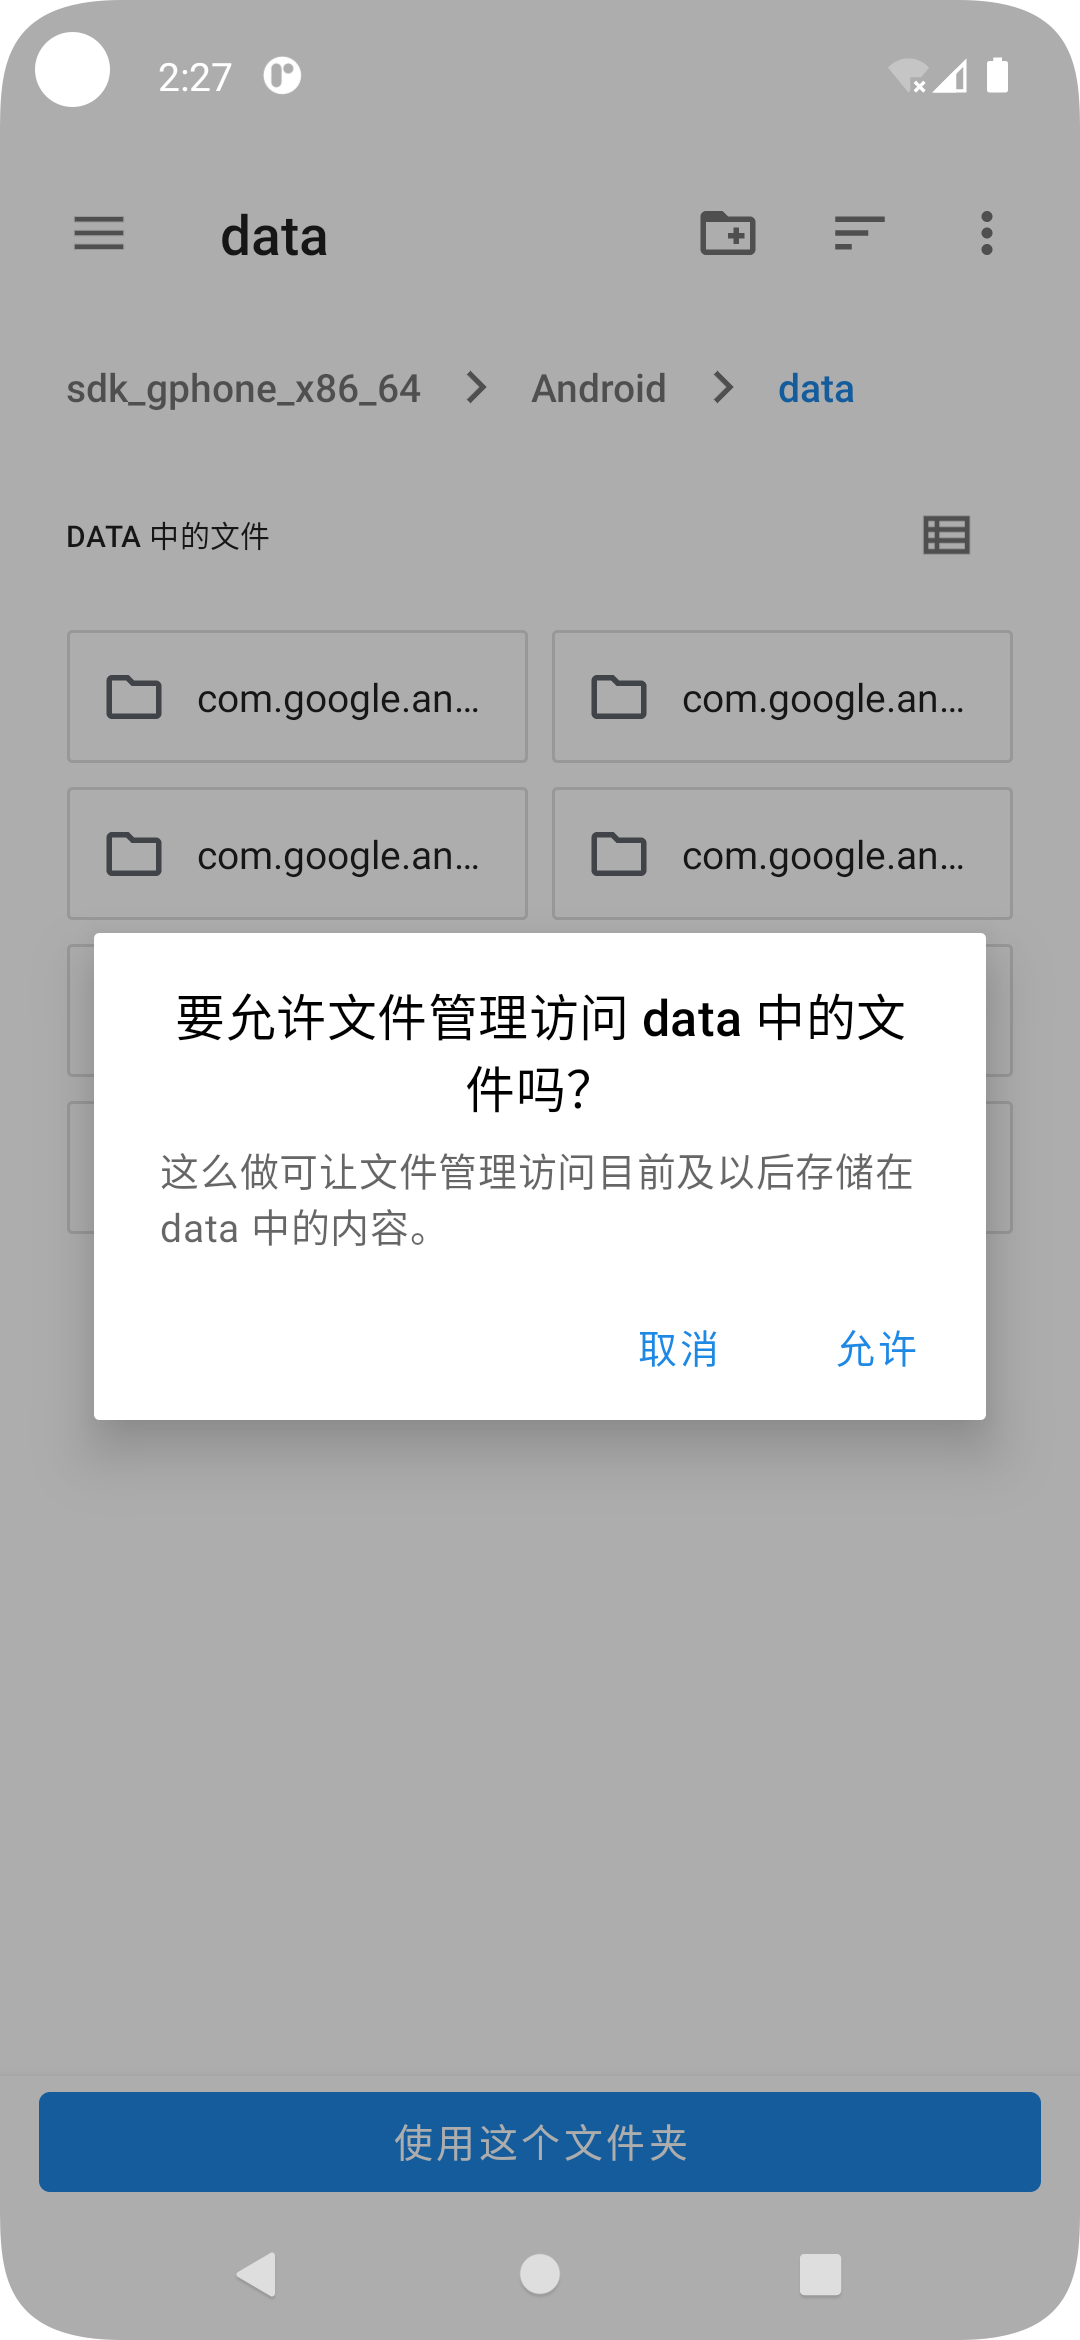 2:27
data
sdk_gphone_x86_64 > Android > data
DATA 中的文件
com.google.an...
com.google.an...
com.google.an...
com.google.an...
要允许文件管理访问 data 中的文
件吗？
这么做可让文件管理访问目前及以后存储在
data 中的内容。
取消
允许
使用这个文件夹